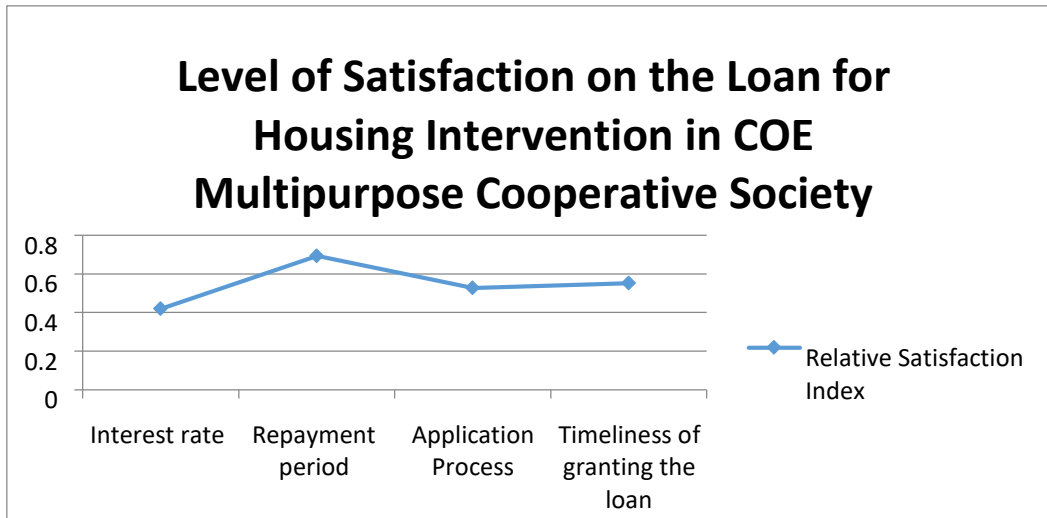 Level of Satisfaction on the Loan for
Housing Intervention in COE
Multipurpose Cooperative Society
0.8
0.6
0.4
0.2
0
Interest rate
Repayment
period
Application
Process
Timeliness of
granting the
loan
Relative Satisfaction
Index